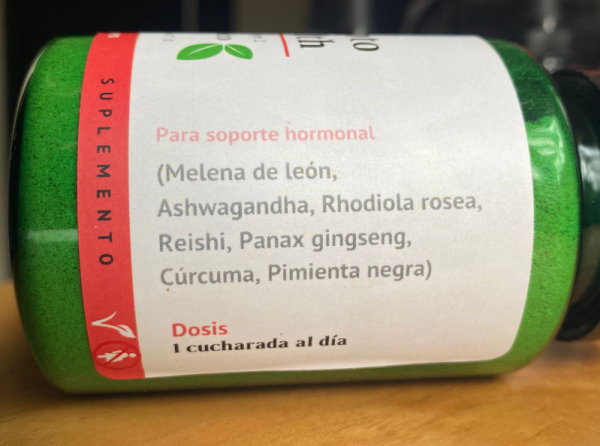 SUPLEMENTO
Para soporte hormonal
(Melena de león,
Ashwagandha, Rhodiola rosea,
Reishi, Panax gingseng,
Cúrcuma, Pimienta negra)
Dosis
1 cucharada al día